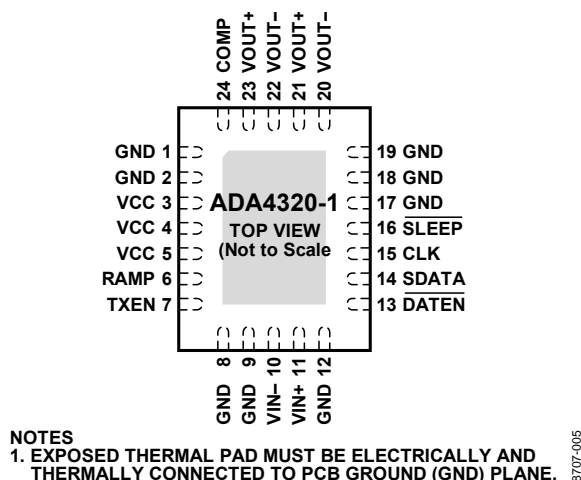 24 COMP
23 VOUT+
22 VOUT–
21 VOUT+
20 VOUT–
GND 1
GND 2
VCC 3
VCC 4
VCC 5
RAMP 6
TXEN 7
ADA4320-1
TOP VIEW
(Not to Scale
19 GND
18 GND
17 GND
16 SLEEP
15 CLK
14 SDATA
13 DATEN
GND 8
GND 9
VIN– 10
VIN+ 11
GND 12
NOTES
1. EXPOSED THERMAL PAD MUST BE ELECTRICALLY AND
THERMALLY CONNECTED TO PCB GROUND (GND) PLANE.
8707-005